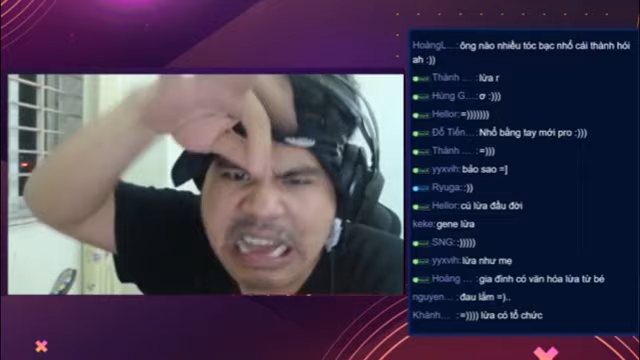 HoàngL... : ông nào nhiều tóc bạc nhổ cái thành hói
ah :))
Thành ... : lừa r
Hùng G... : ơ :)))
Hellor: =))))))))
Đỗ Tiến... : Nhổ bằng tay mới pro :)))
Thành ... : =)))
yyxvih: bảo sao =]
Ryuga: :))
Hellor: cú lừa đầu đời
keke: gene lừa
SNG: :)))))
yyxvih: lừa như mẹ
Hoàng ... : gia đình có văn hóa lừa từ bé
nguyen... : đau lắm =)..
Khánh... : =)))) lừa có tổ chức